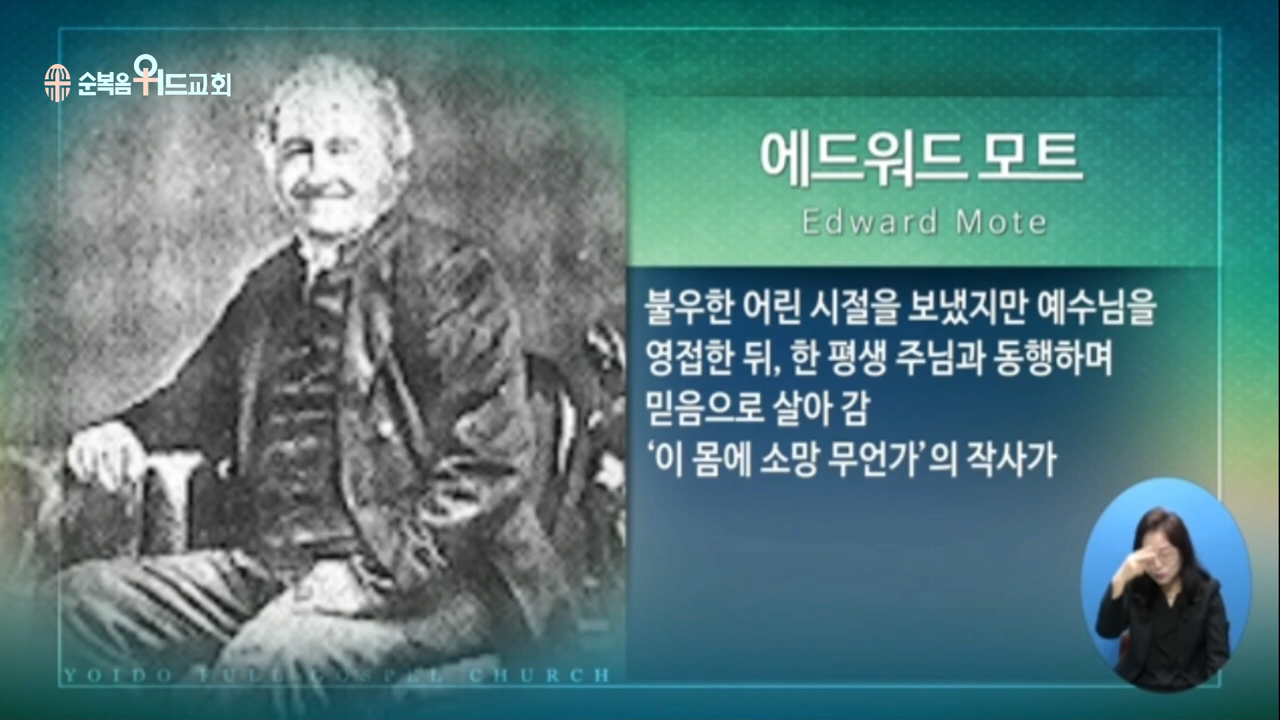 순복음위드교회
에드워드 모트
Edward Mote
불우한 어린 시절을 보냈지만 예수님을
영접한 뒤, 한 평생 주님과 동행하며
믿음으로 살아 감
‘이 몸에 소망 무언가’의 작사가
YOIDO FULL GOSPEL CHURCH